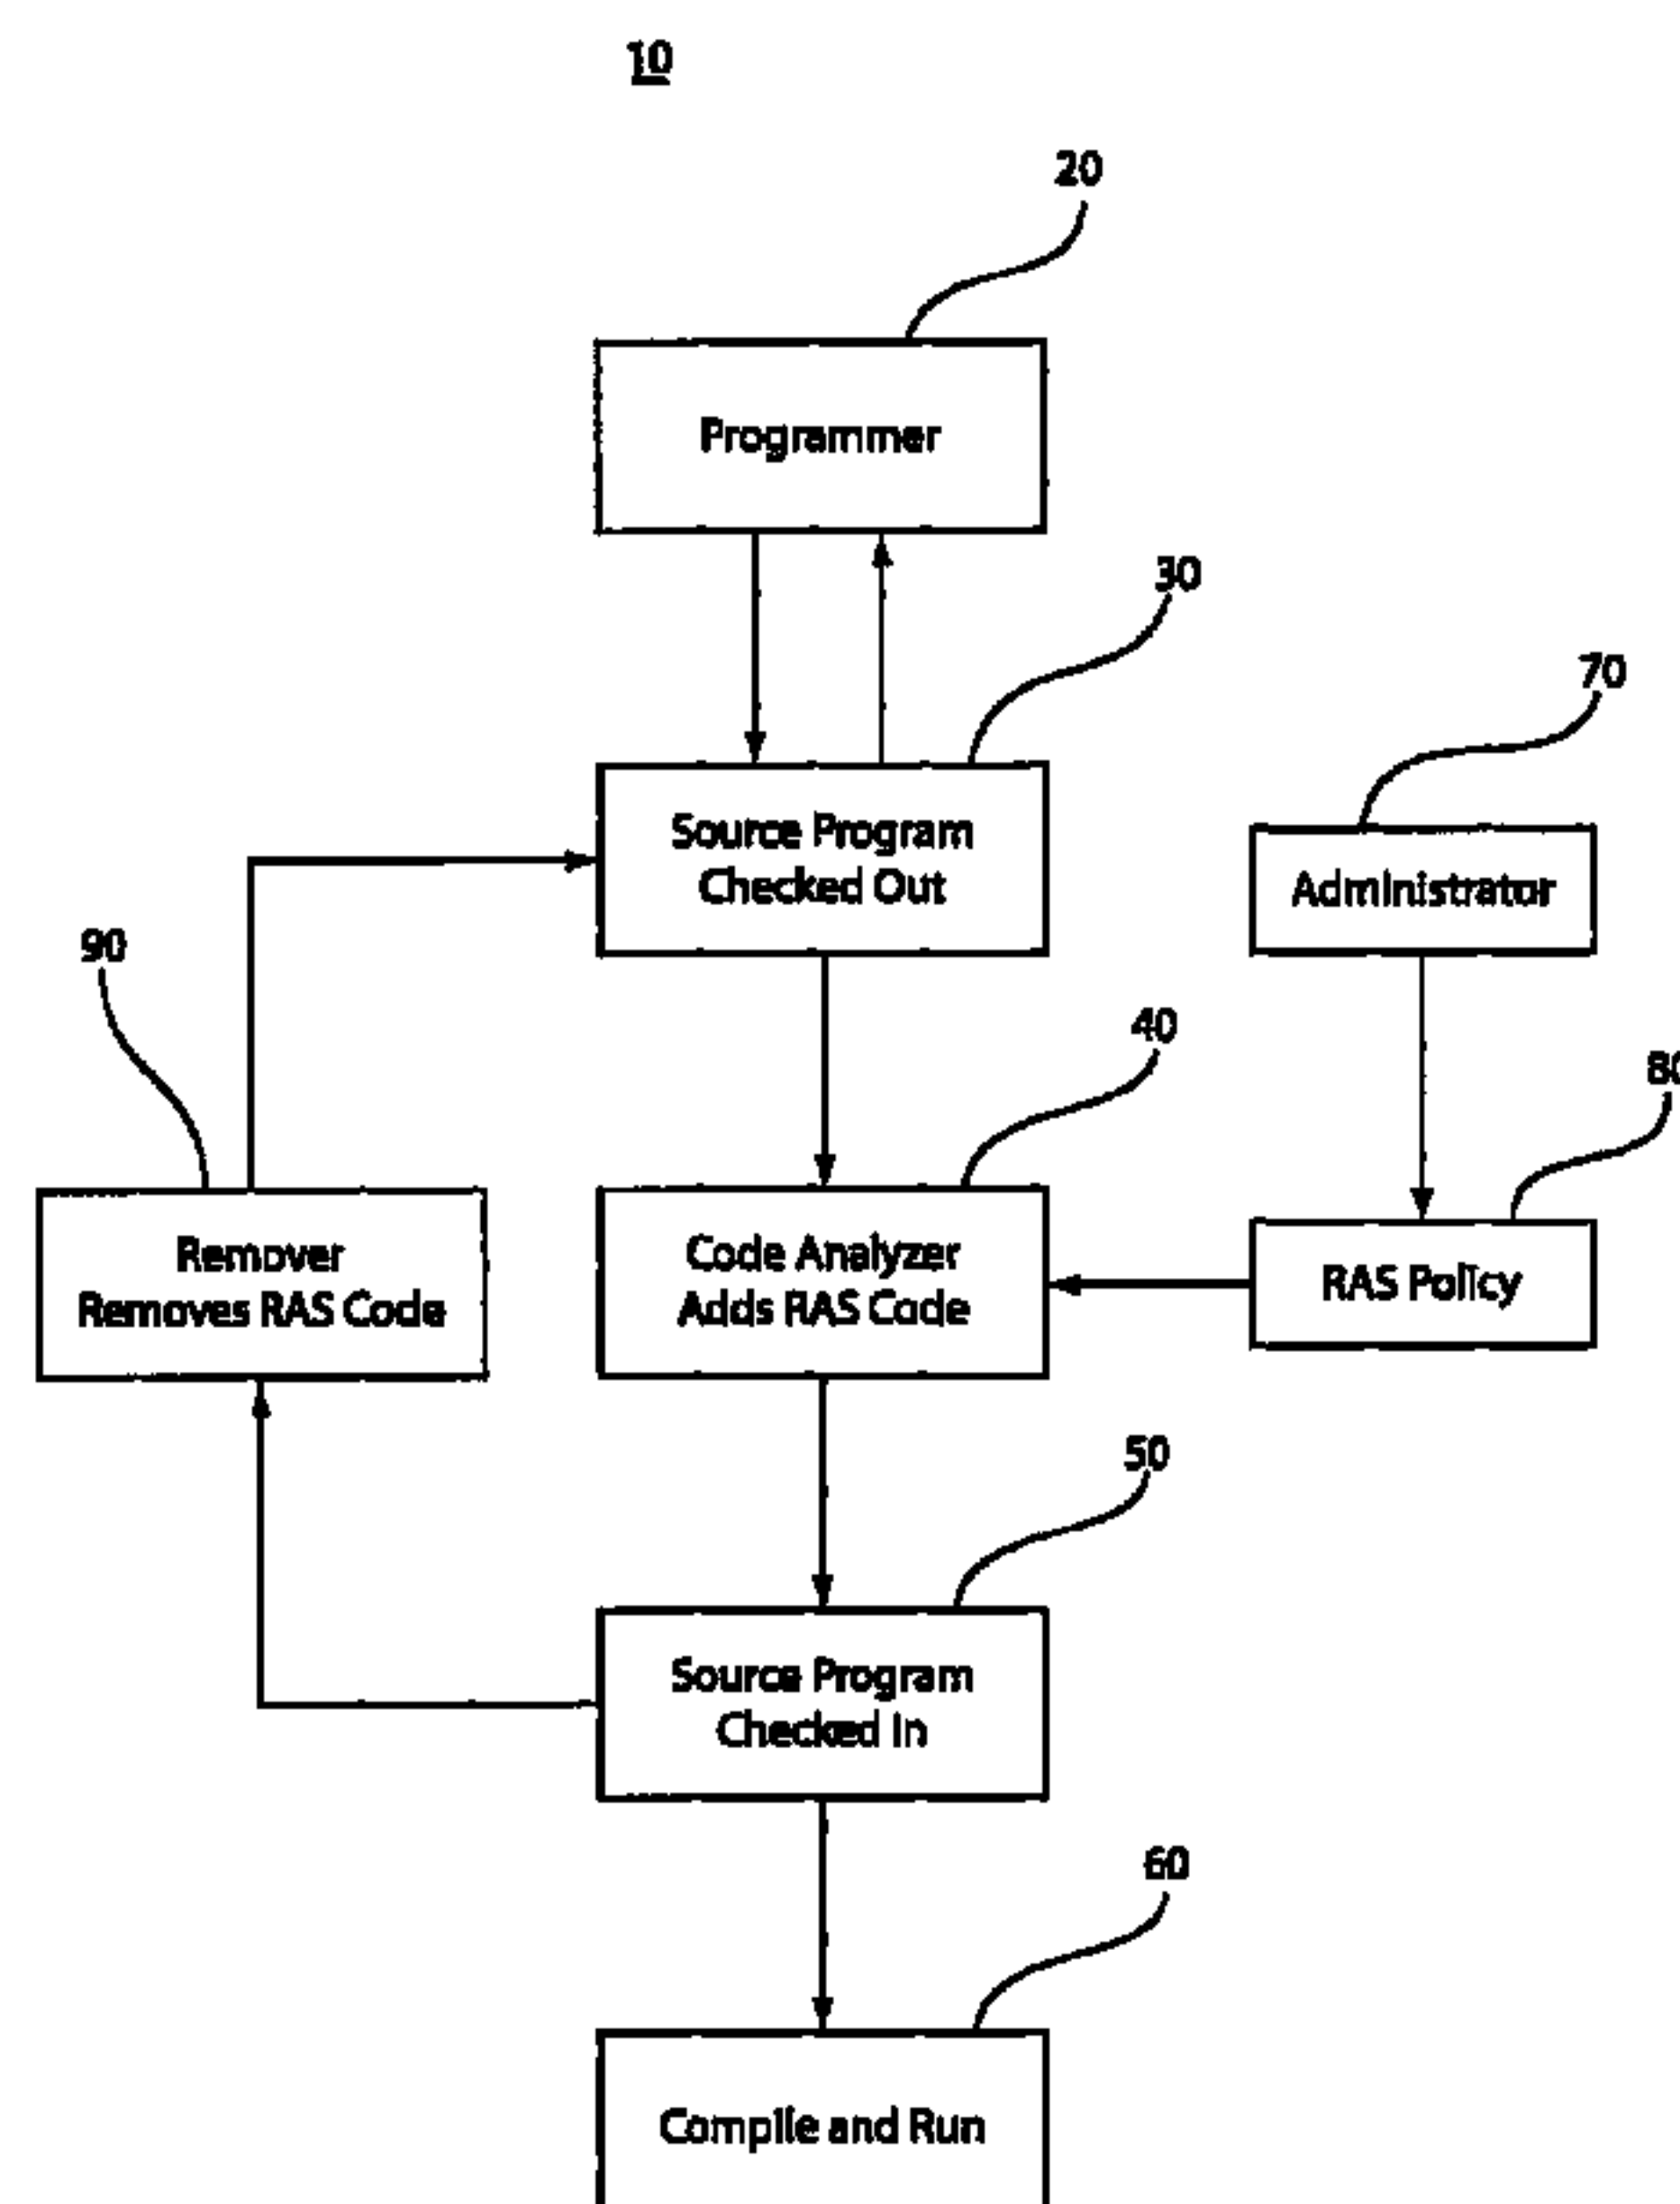 10
20
Programmer
30
70
Source Program
Checked Out
Administrator
90
40
80
Remover
Removes RAS Code
Code Analyzer
Adds RAS Code
RAS Policy
50
Source Program
Checked In
60
Compile and Run